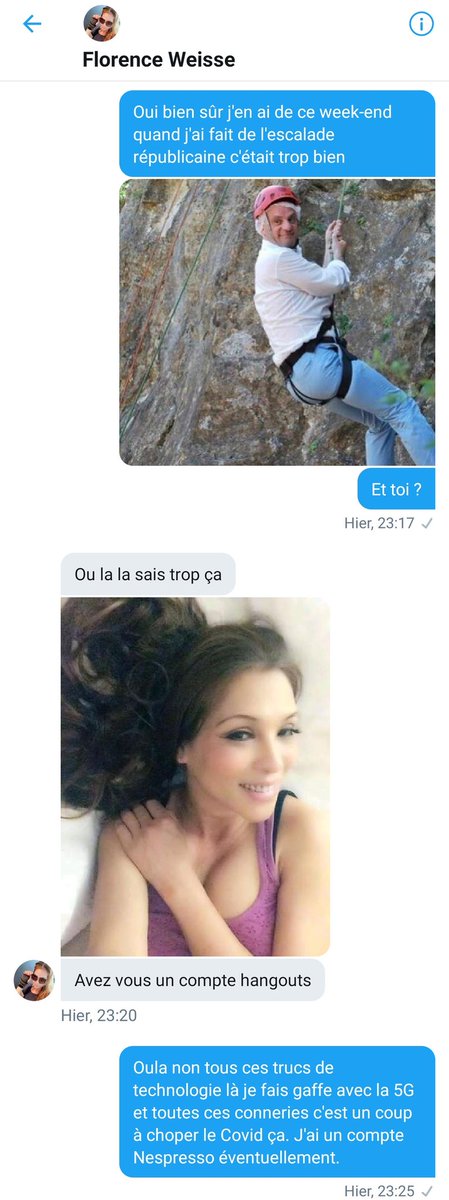 Florence Weisse
Oui bien sûr j'en ai de ce week-end
quand j'ai fait de l'escalade
républicaine c'était trop bien
Et toi ?
Hier, 23:17
Ou la la sais trop ça
Avez vous un compte hangouts
Hier, 23:20
Oula non tous ces trucs de
technologie là je fais gaffe avec la 5G
et toutes ces conneries c'est un coup
à choper le Covid ça. J'ai un compte
Nespresso éventuellement.
Hier, 23:25